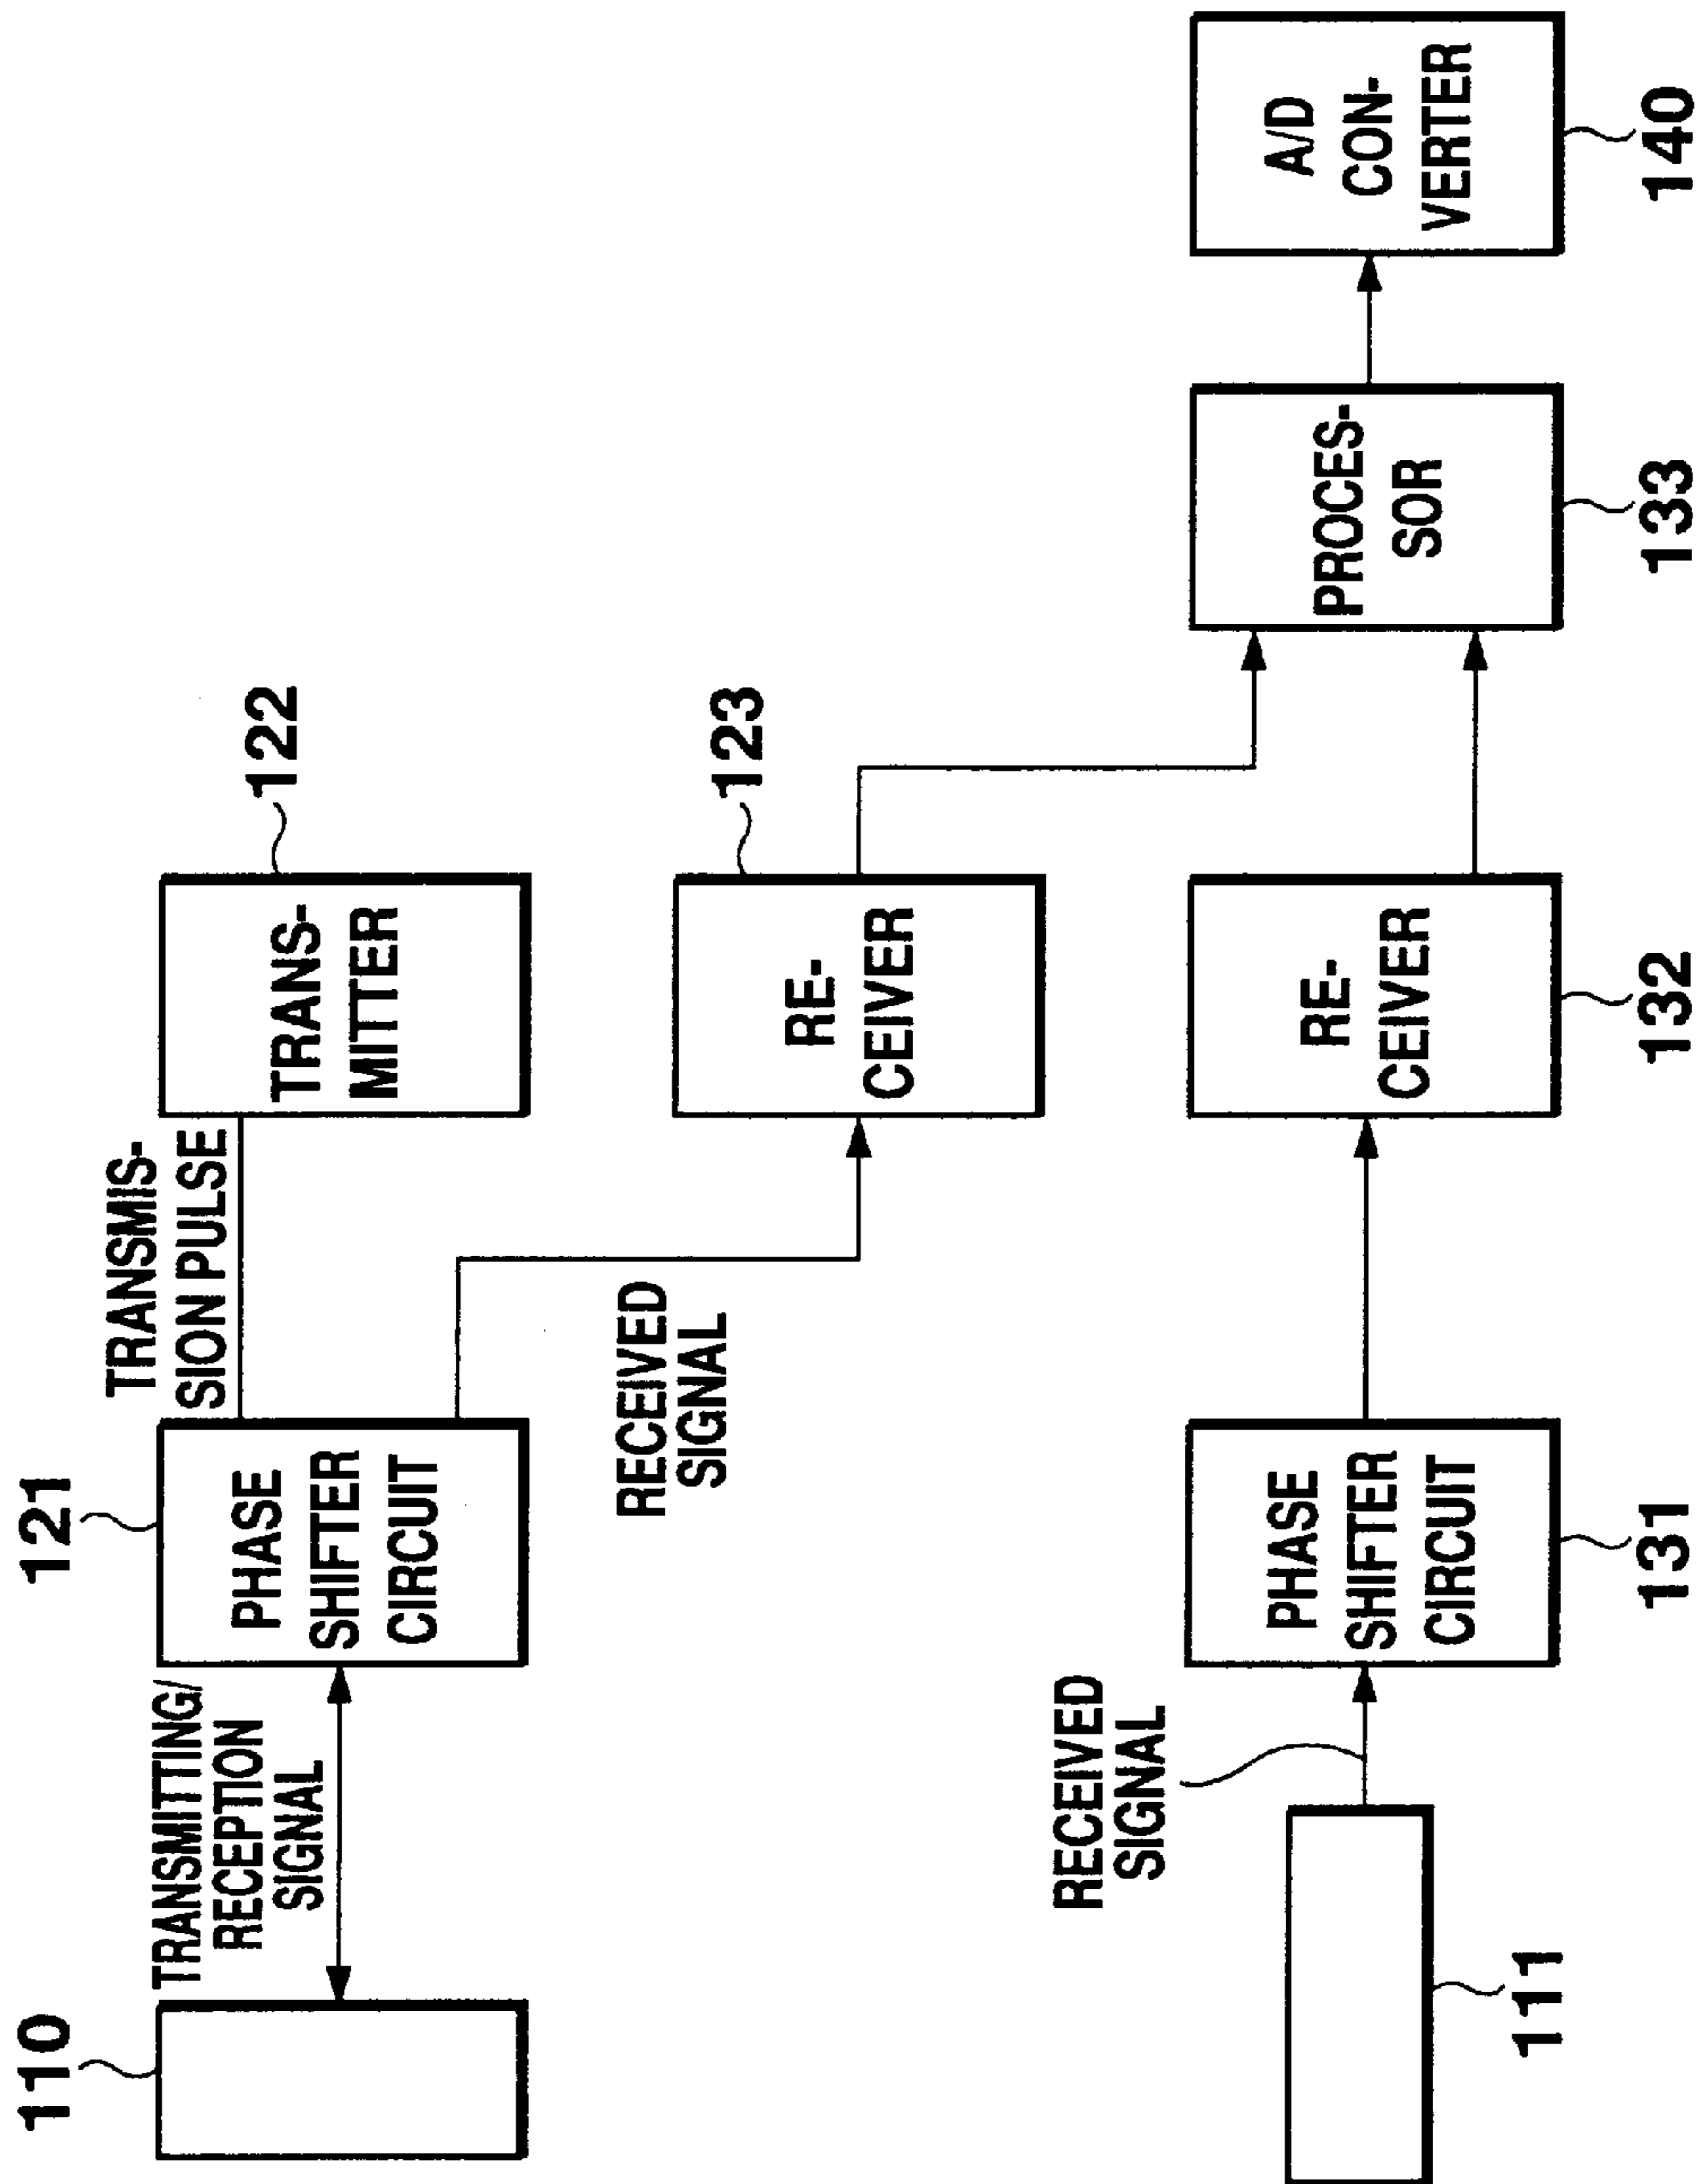 110
TRANSMITTING/
RECEPTION
SIGNAL
121
PHASE
SHIFTER
CIRCUIT
TRANSMIS-
SION PULSE
122
TRANS-
MITTER
RECEIVED
SIGNAL
123
RE-
CEIVER
111
RECEIVED
SIGNAL
PHASE
SHIFTER
CIRCUIT
131
RE-
CEIVER
132
PROCES-
SOR
133
A/D
CON-
VERTER
140